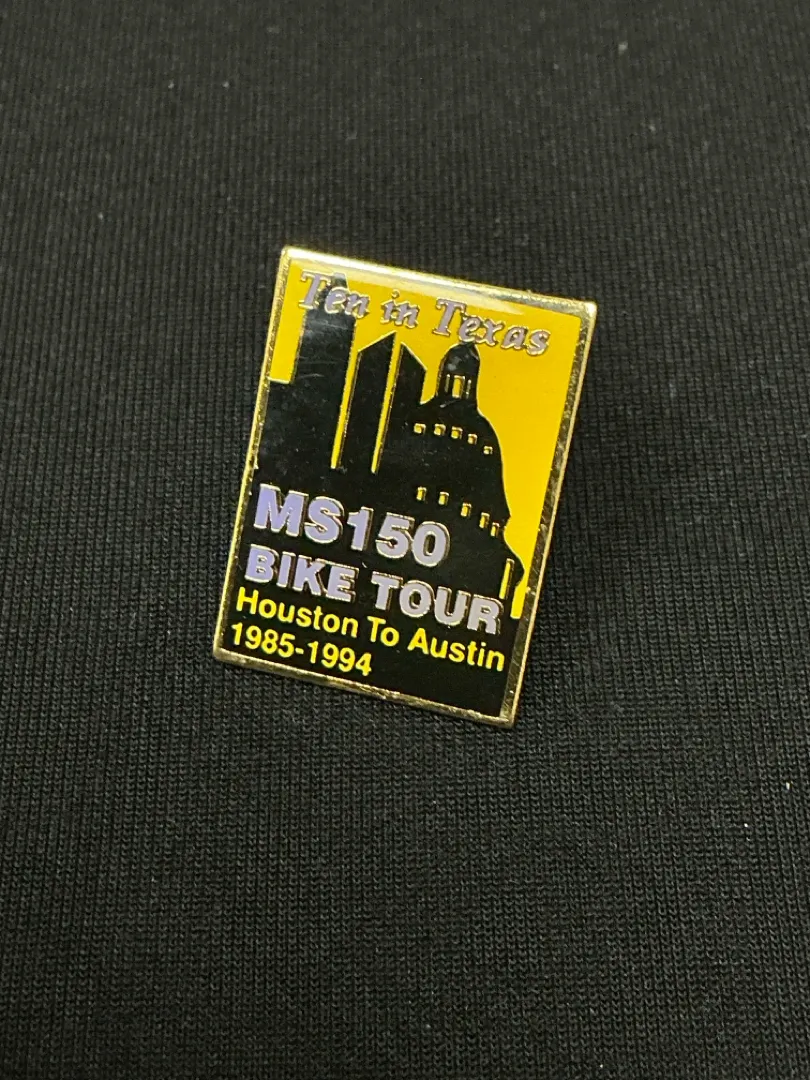 Ten in Texas
MS150
BIKE TOUR
Houston To Austin
1985-1994